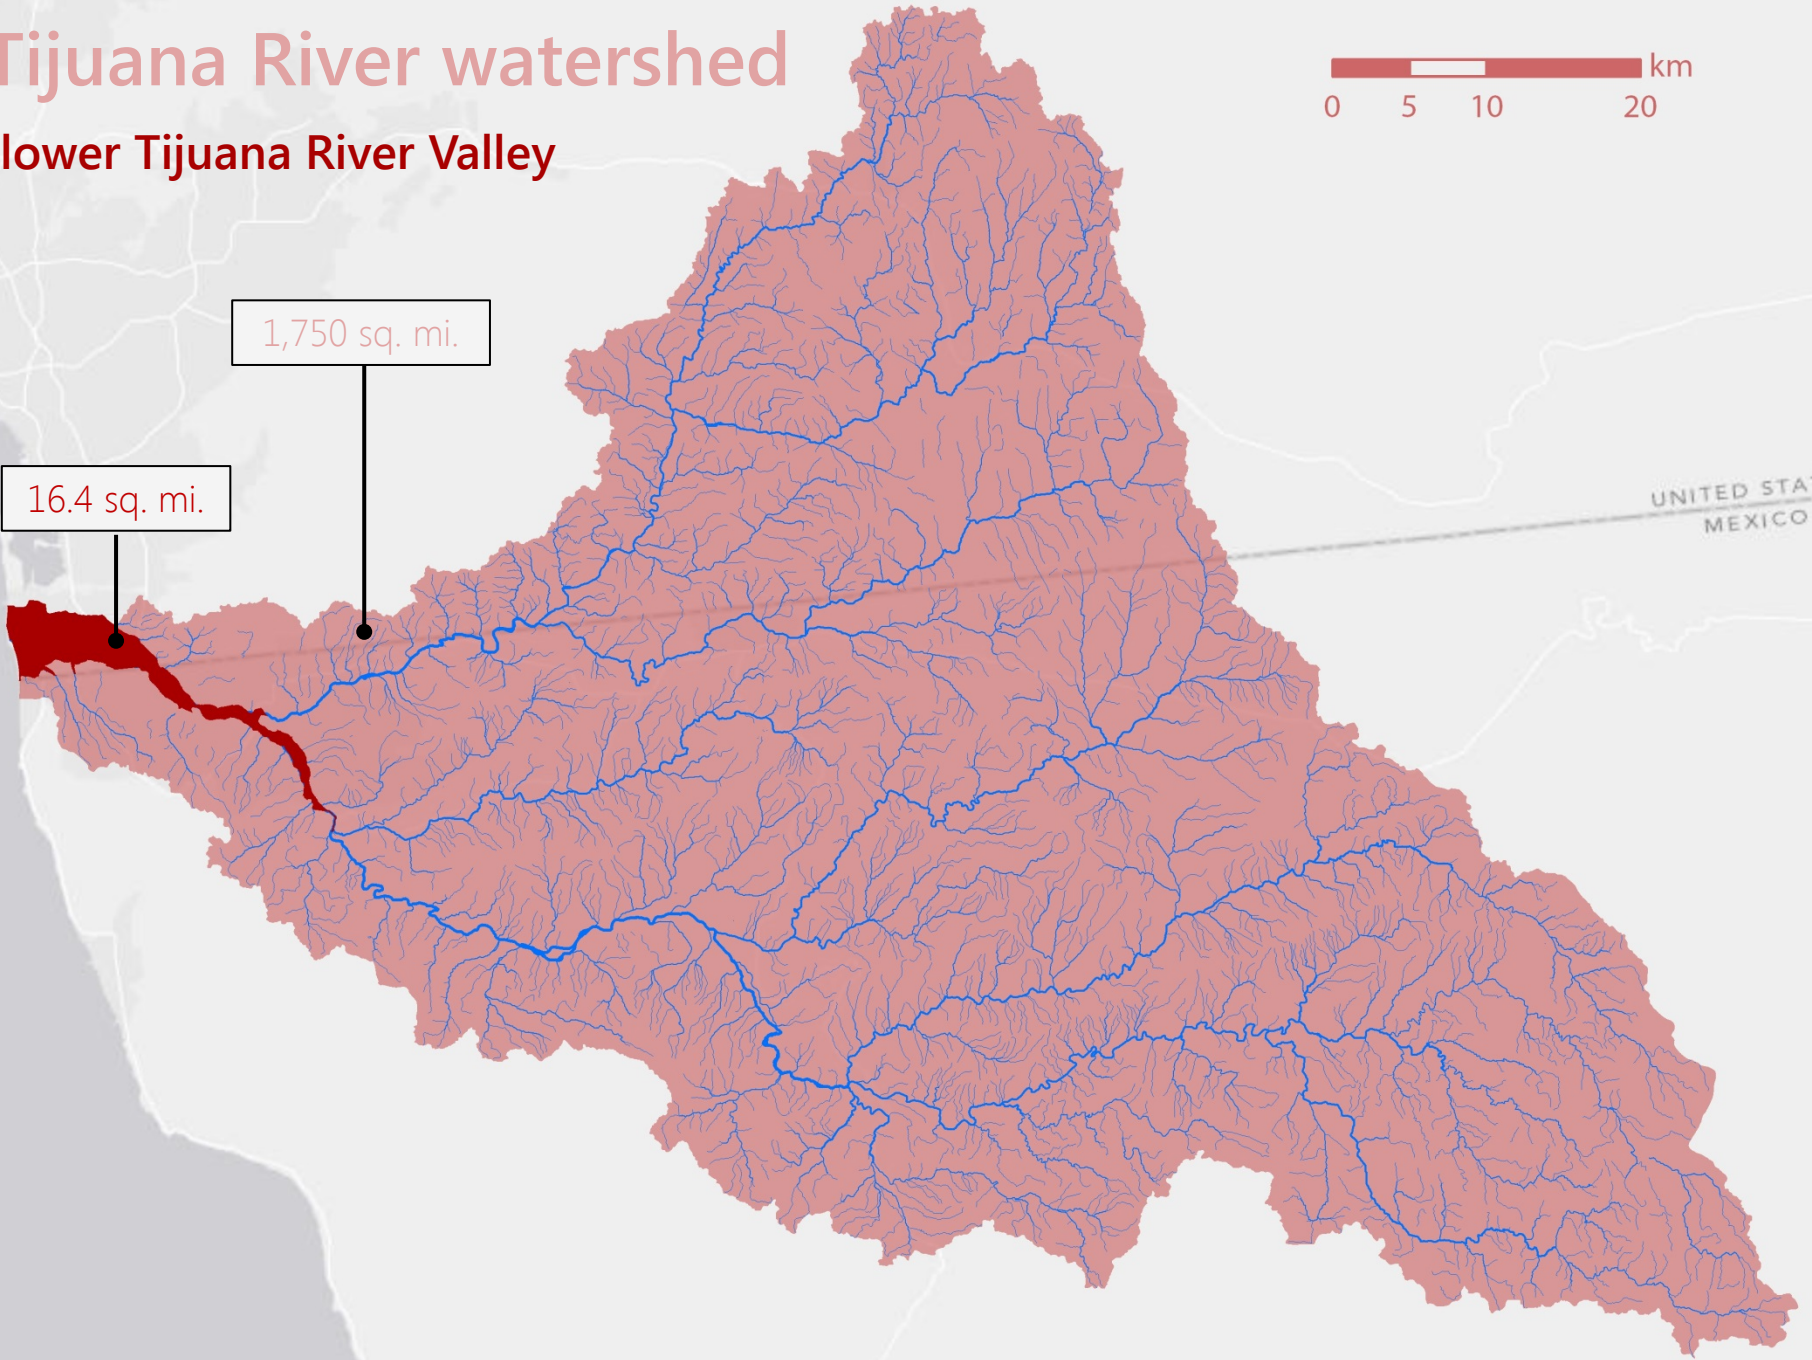 Tijuana River watershed
lower Tijuana River Valley
km
0 5 10 20
1,750 sq. mi.
16.4 sq. mi.
UNITED STA
MEXICO